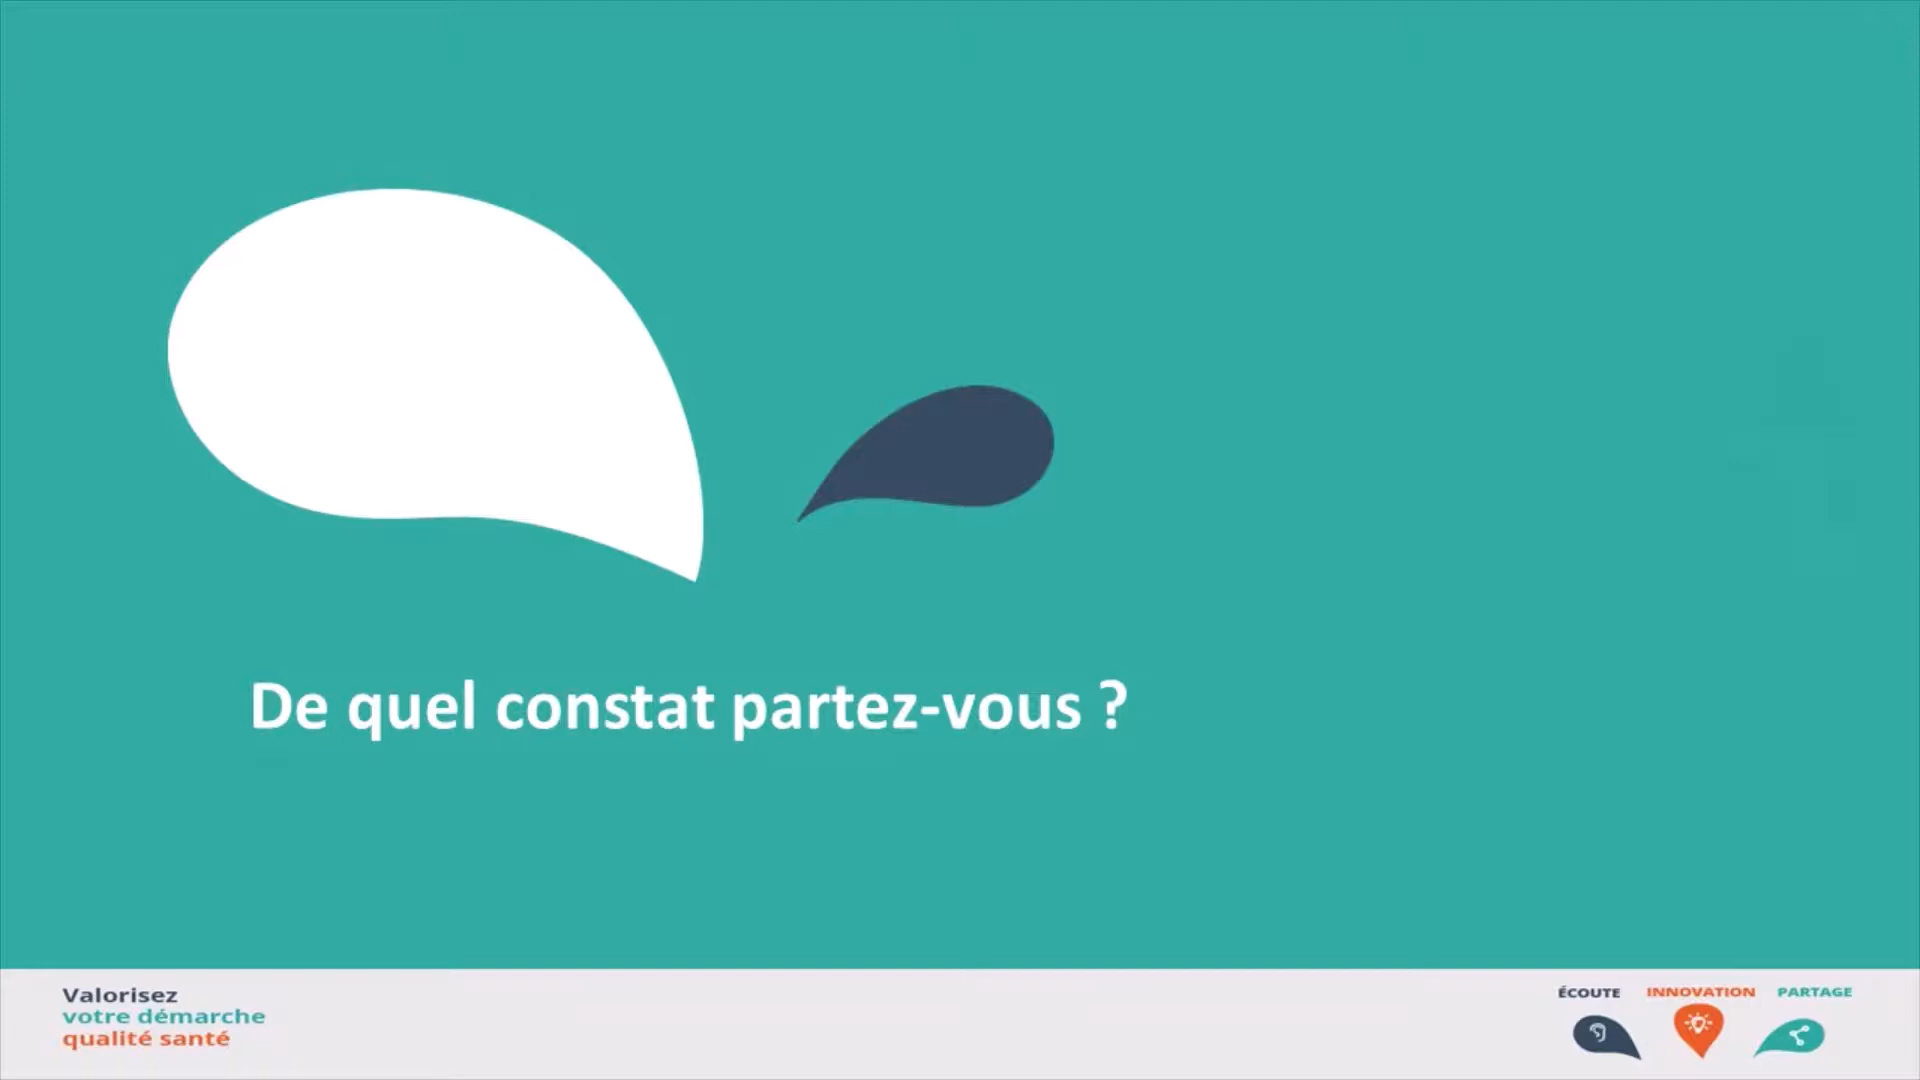 De quel constat partez-vous ?
Valorisez
votre démarche
qualité santé
ÉCOUTE INNOVATION PARTAGE